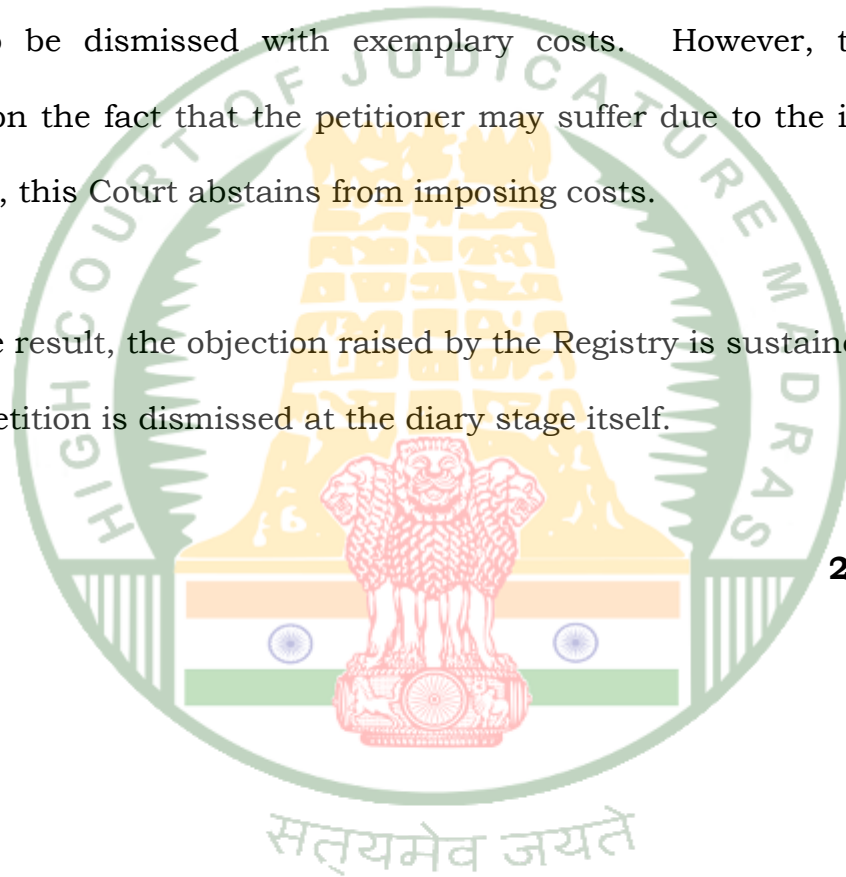 o be dismissed with exemplary costs. However, t
on the fact that the petitioner may suffer due to the i
, this Court abstains from imposing costs.
e result, the objection raised by the Registry is sustain
etition is dismissed at the diary stage itself.
2
HIGH COURT OF JUDICATURE MADRAS
सत्यमेव जयते